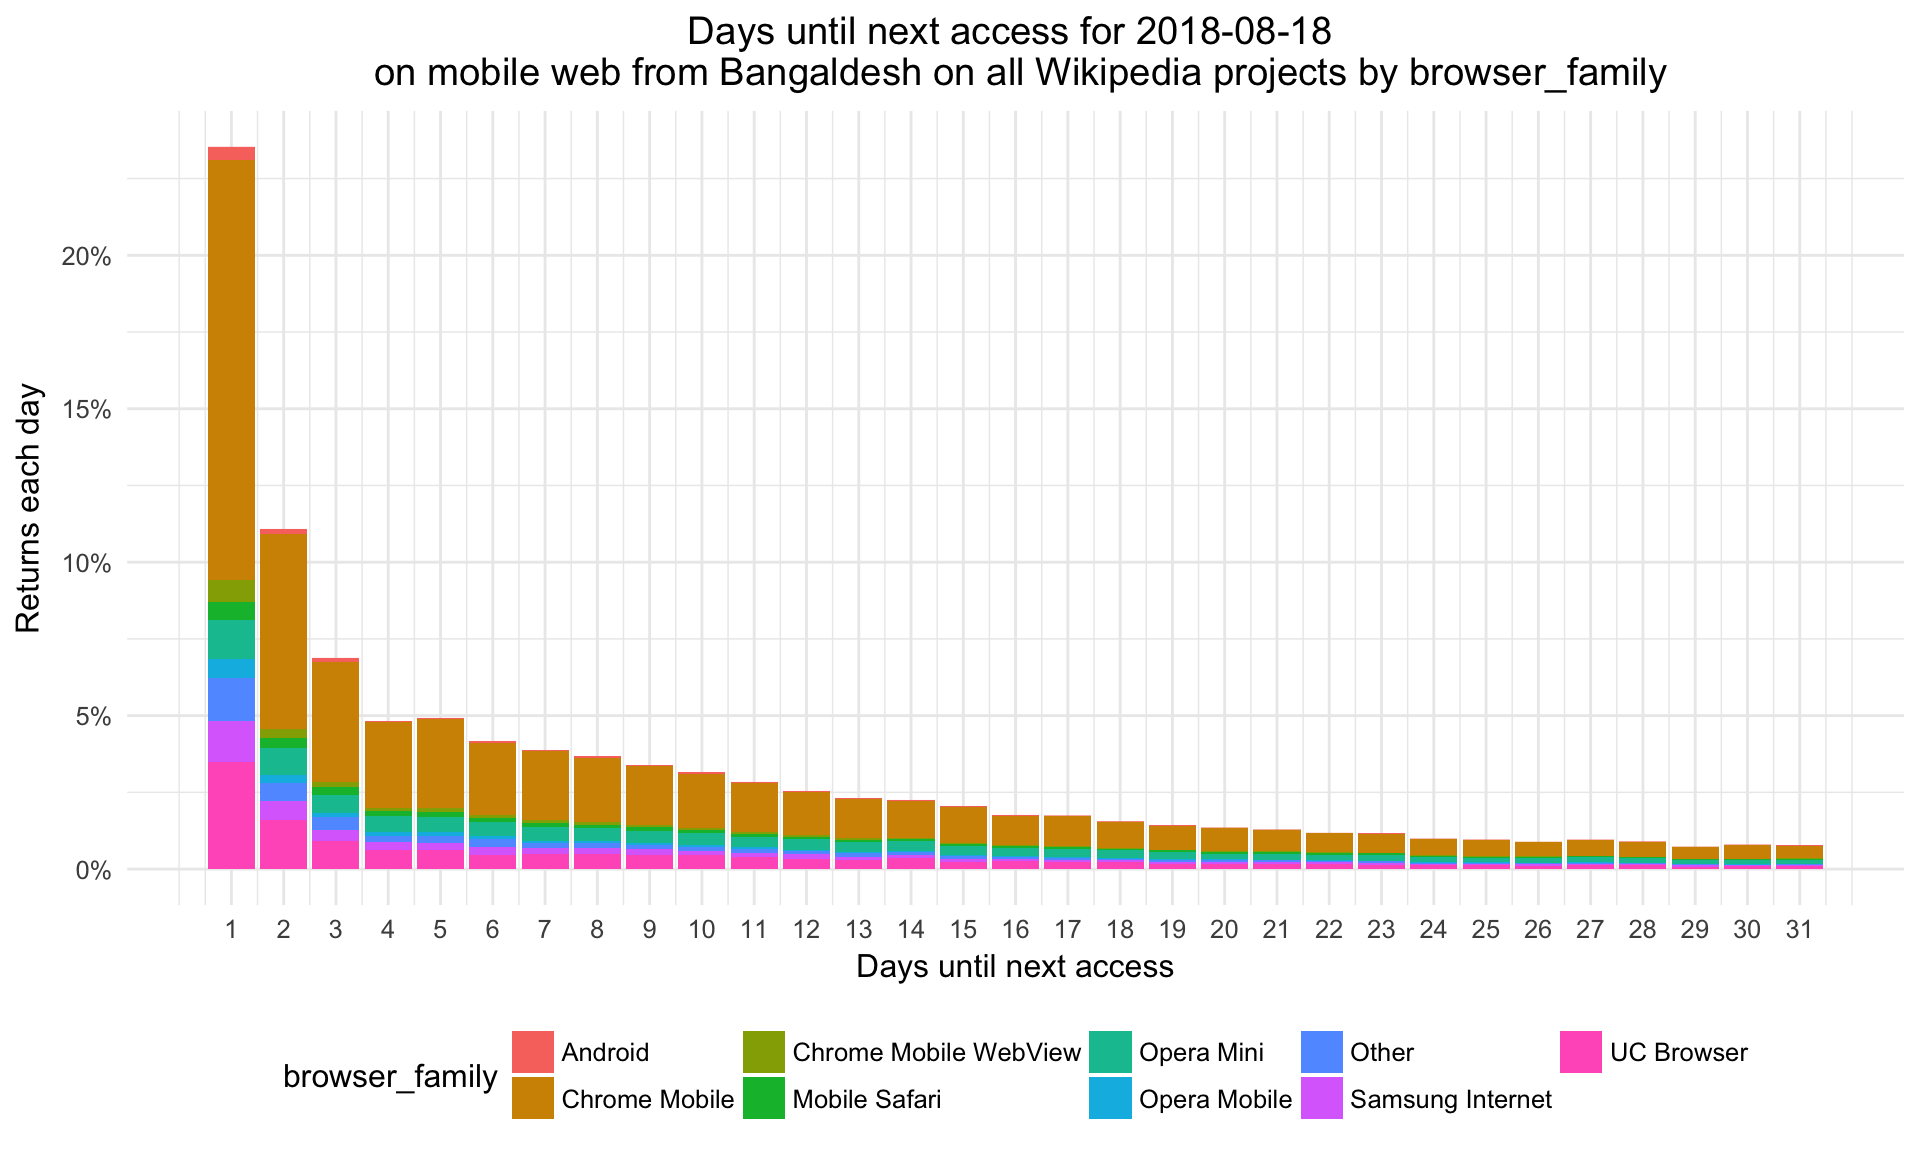 Days until next access for 2018-08-18
on mobile web from Bangaldesh on all Wikipedia projects by browser_family
Returns each day
20%
15%
10%
5%
0%
1 2 3 4 5 6 7 8 9 10 11 12 13 14 15 16 17 18 19 20 21 22 23 24 25 26 27 28 29 30 31
Days until next access
browser_family
Android Chrome Mobile WebView Opera Mini Other UC Browser
Chrome Mobile Mobile Safari Opera Mobile Samsung Internet